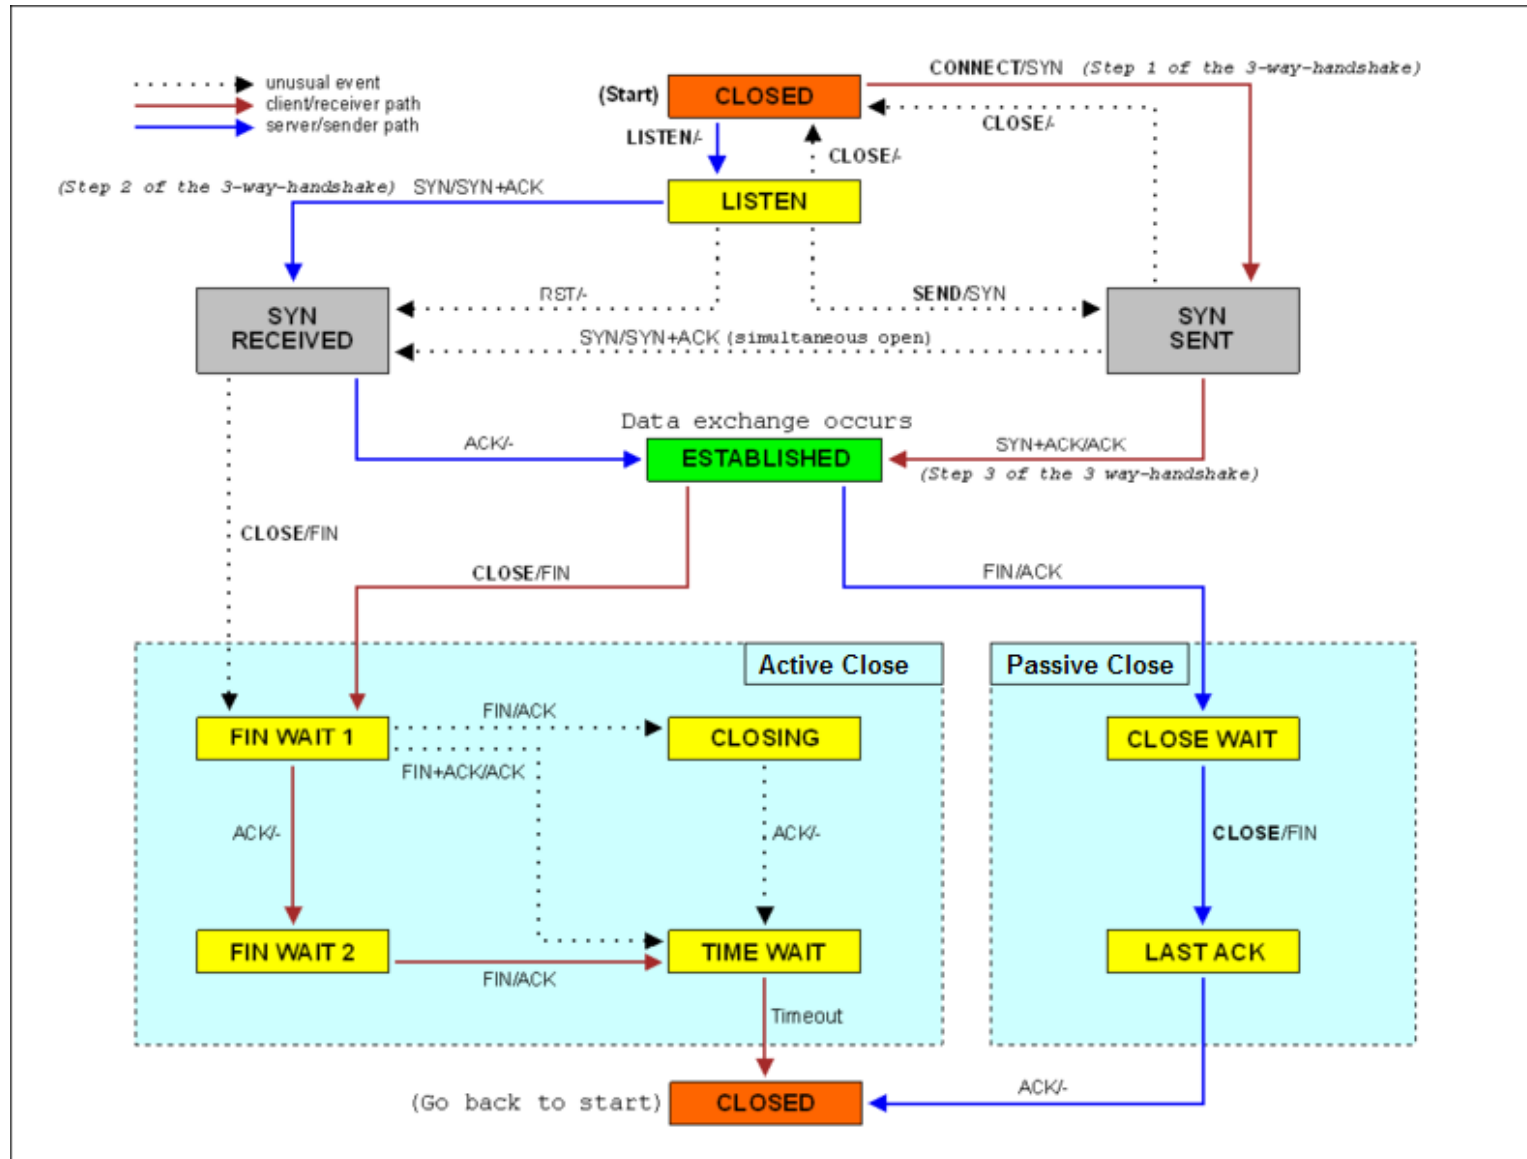 unusual event
client/receiver path
server/sender path
CONNECT/SYN (Step 1 of the 3-way-handshake)
(Start) CLOSED
CLOSE/-
LISTEN/-
CLOSE/-
(Step 2 of the 3-way-handshake) SYN/SYN+ACK
LISTEN
RST/-
SEND/SYN
SYN
RECEIVED
SYN
SENT
SYN/SYN+ACK (simultaneous open)
Data exchange occurs
ACK/-
ESTABLISHED
SYN+ACK/ACK
(Step 3 of the 3 way-handshake)
CLOSE/FIN
CLOSE/FIN
FIN/ACK
Active Close
Passive Close
FIN WAIT 1
FIN/ACK
CLOSING
CLOSE WAIT
FIN+ACK/ACK
ACK/-
ACK/-
CLOSE/FIN
FIN WAIT 2
TIME WAIT
LAST ACK
FIN/ACK
Timeout
ACK/-
(Go back to start) CLOSED